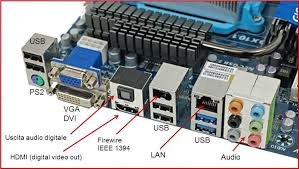 USB
PS2
VGA
DVI
Uscita audio digitale
HDMI (digital video out)
Firewire
IEEE 1394
USB
LAN
USB
Audio